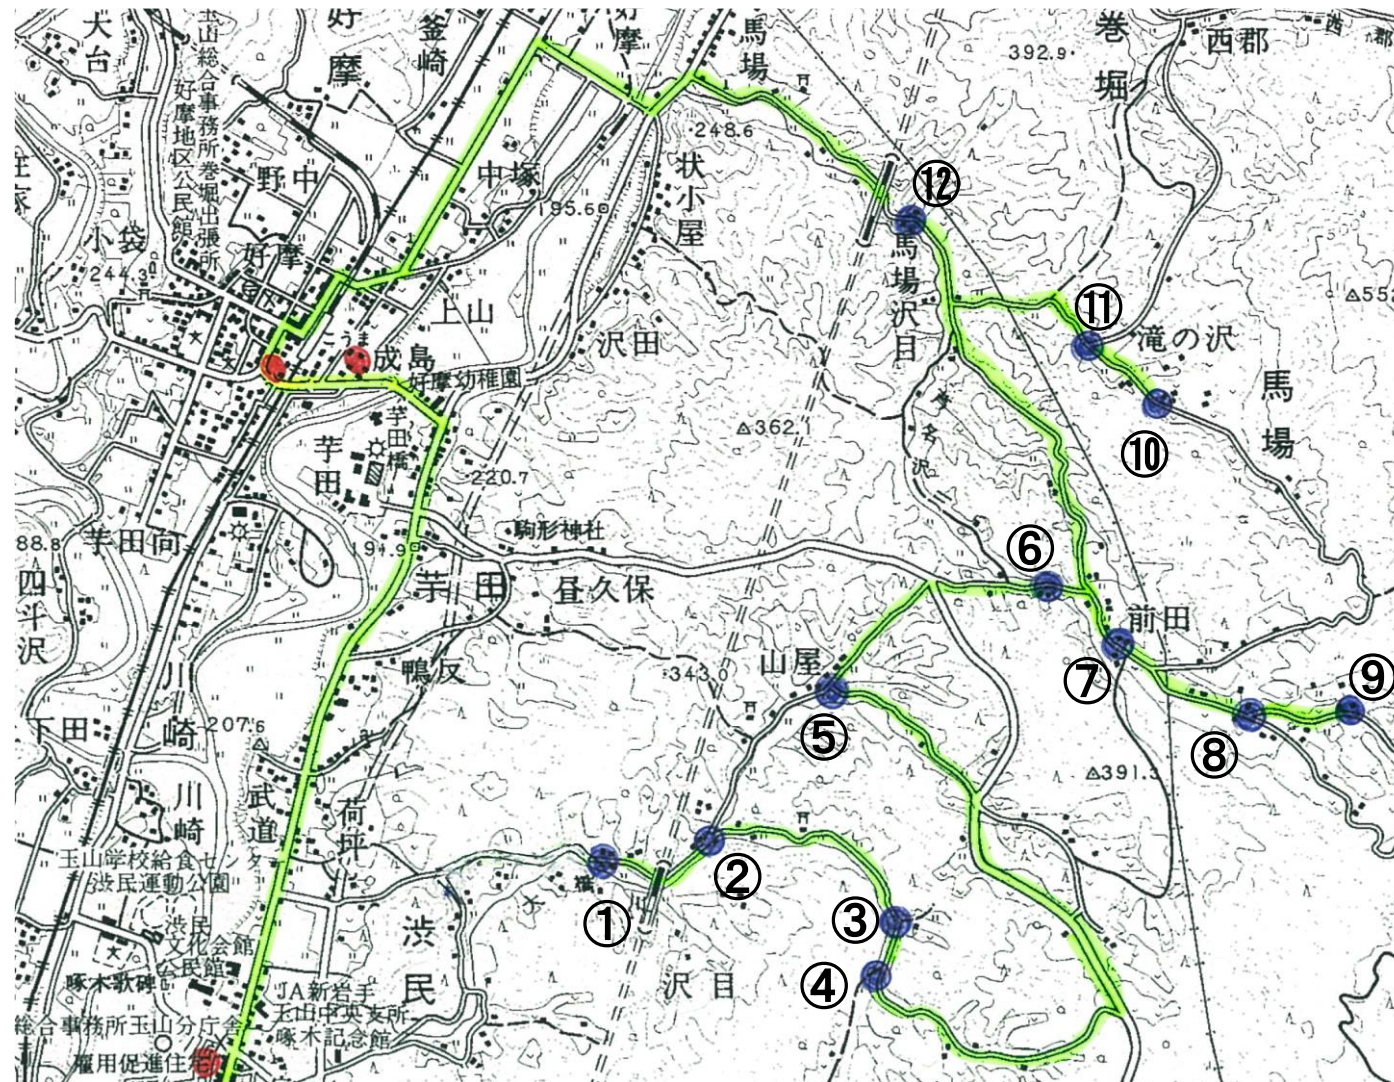 大台
玉山総合事務所巻堀出張所
好摩地区公民館
好摩
釜崎
好摩
馬場
392.9
巻堀
西郡
西
郡
248.6
野中
中塚
状小屋
⑫
195.6
小袋
244.3
好摩
馬場沢目
⑪
上山
沢田
滝の沢
成島
好摩幼稚園
馬場
362.1
芋田橋
芋田
⑩
220.7
駒形神社
芋田向
88.8
191.9
⑥
四斗沢
芋田
昼久保
前田
山屋
鴨反
343.0
⑦
⑨
川崎
下田
207.6
⑤
⑧
391.3
川崎
武道
荷坪
玉山学校給食センター
渋民運動公園
②
①
③
渋民
文化会館
公民館
渋民
啄木歌碑
④
沢目
JA新岩手
玉山中央支所
啄木記念館
総合事務所玉山分庁舎
雇用促進住宅